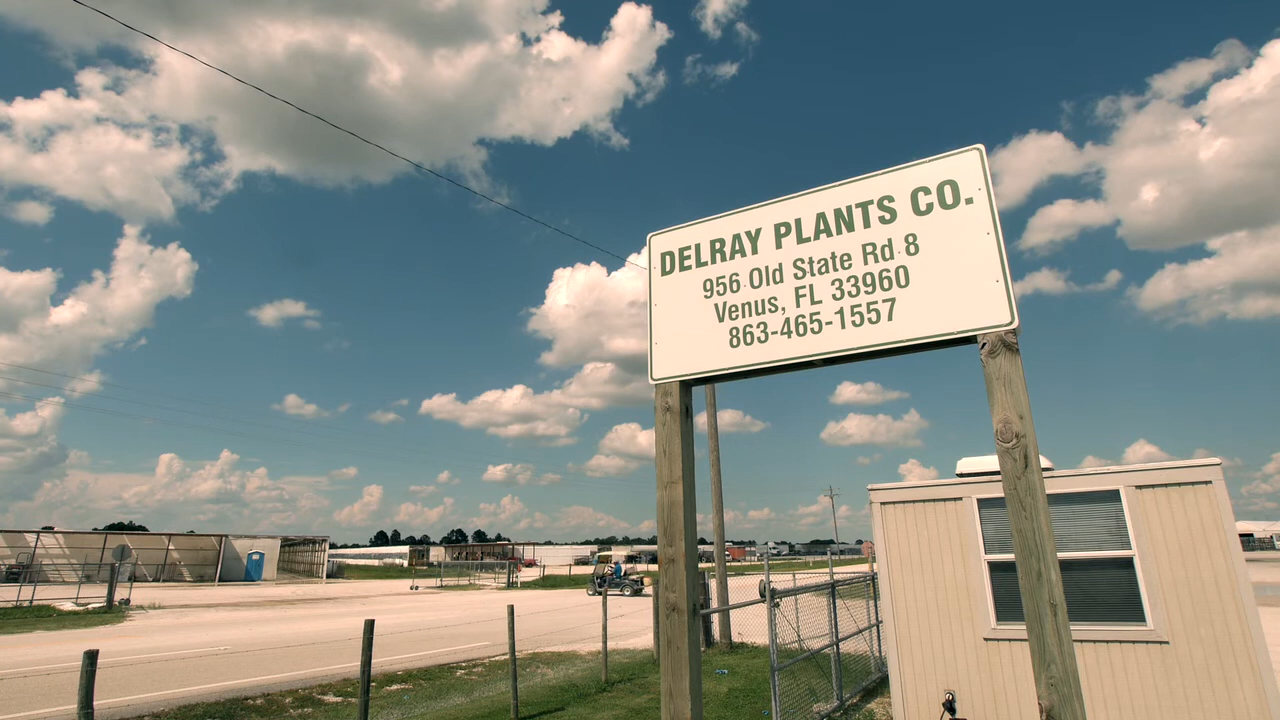 DELRAY PLANTS CO.
956 Old State Rd 8
Venus, FL 33960
863-465-1557